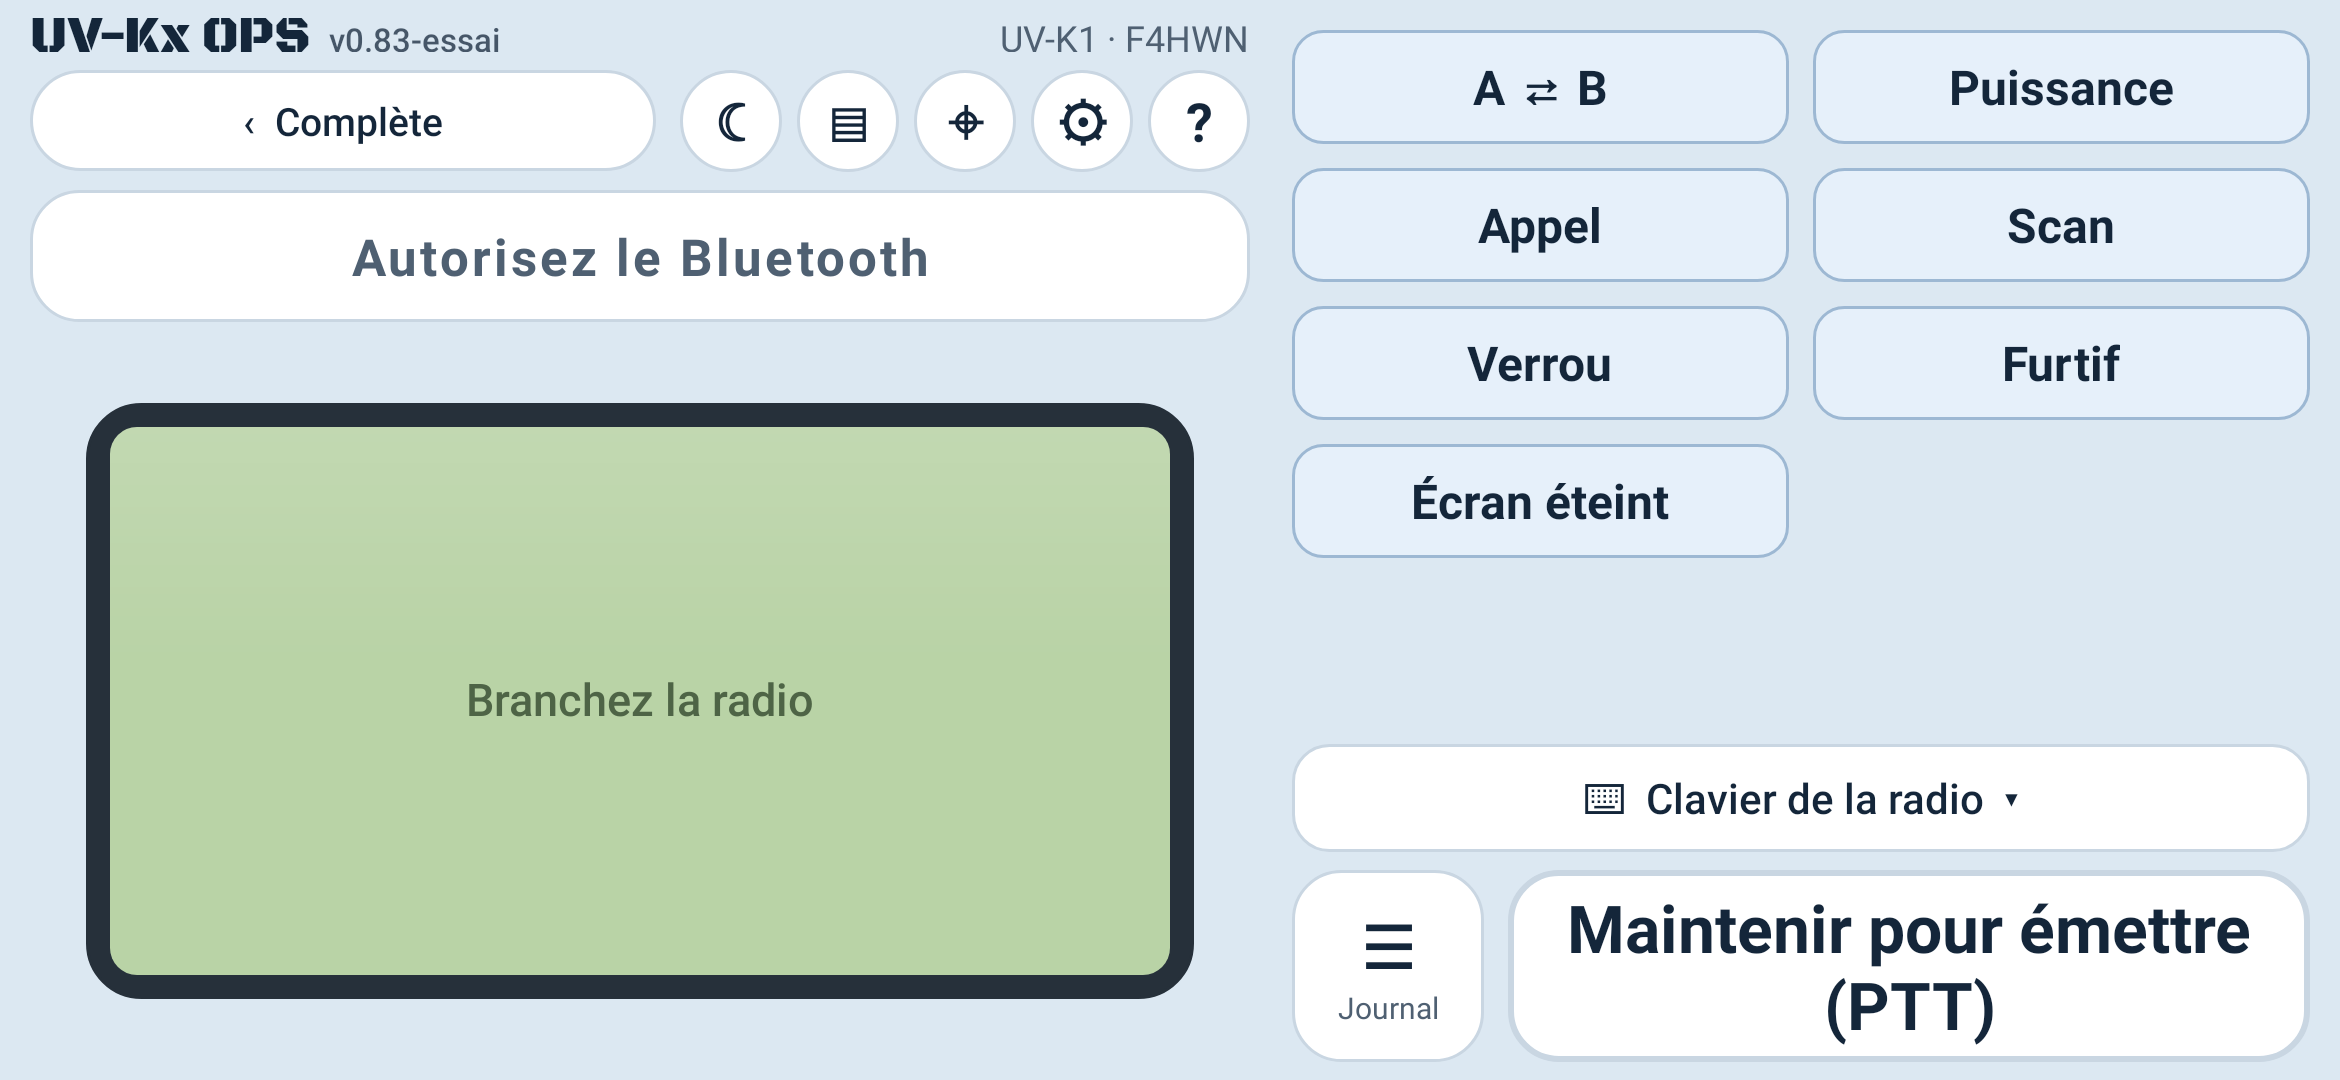 UV-Kx OPS v0.83-essai
UV-K1 · F4HWN
‹ Complète
?
Autorisez le Bluetooth
Branchez la radio
A ⇄ B
Puissance
Appel
Scan
Verrou
Furtif
Écran éteint
Clavier de la radio ▾
Journal
Maintenir pour émettre
(PTT)